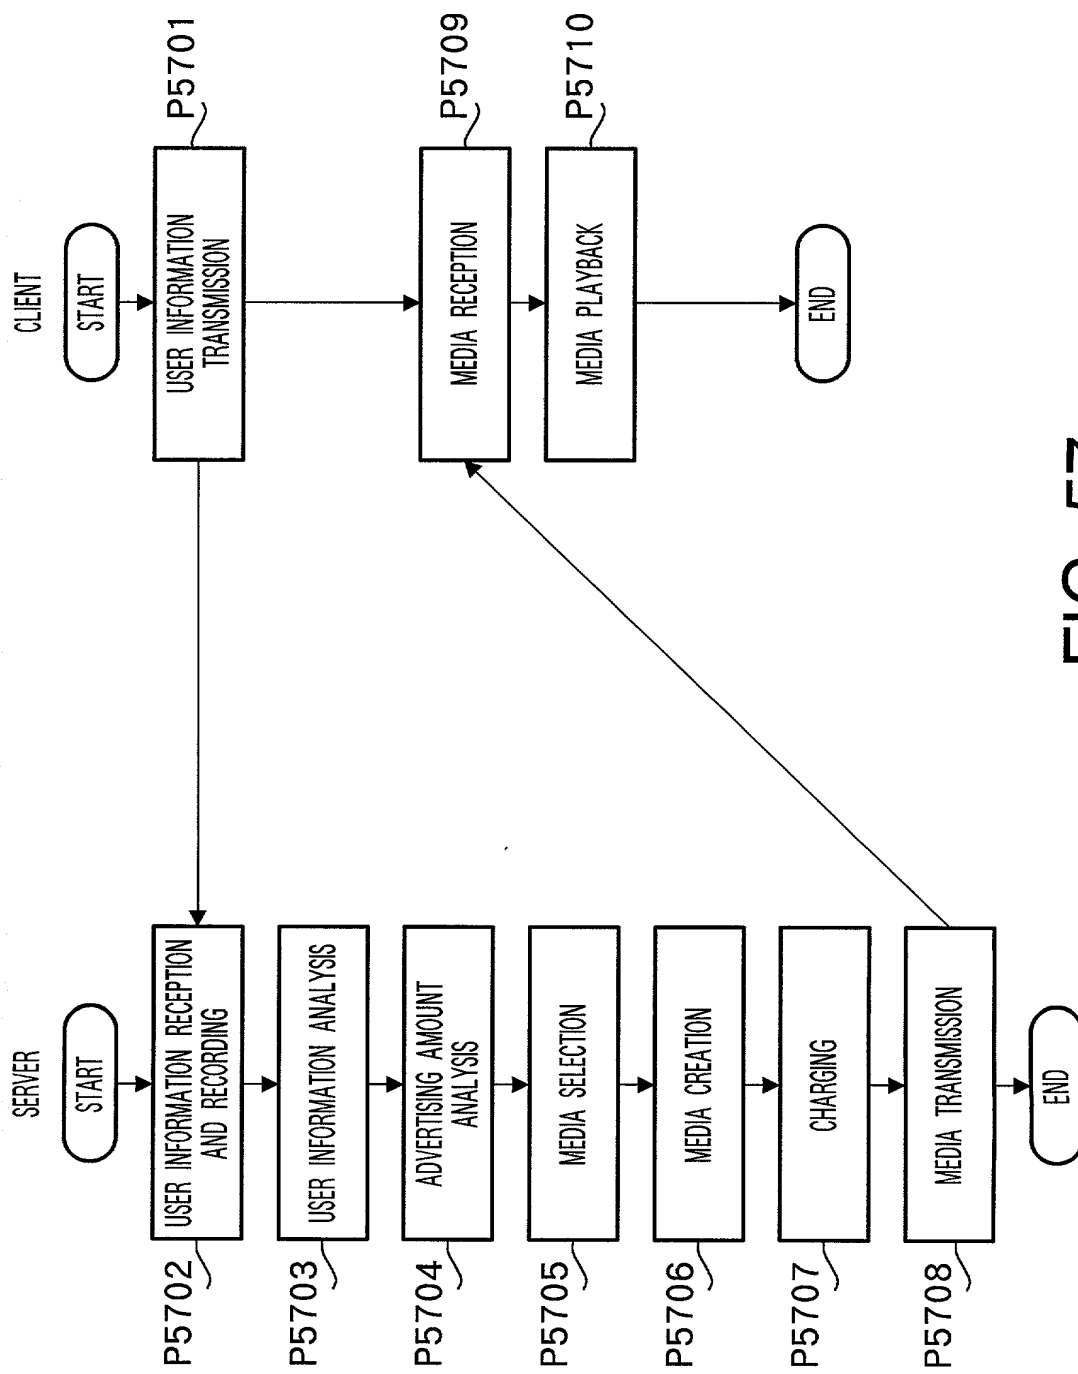 SERVER
START
P5702
USER INFORMATION RECEPTION
AND RECORDING
P5703
USER INFORMATION ANALYSIS
P5704
ADVERTISING AMOUNT
ANALYSIS
P5705
MEDIA SELECTION
P5706
MEDIA CREATION
P5707
CHARGING
P5708
MEDIA TRANSMISSION
END
CLIENT
START
P5701
USER INFORMATION
TRANSMISSION
P5709
MEDIA RECEPTION
P5710
MEDIA PLAYBACK
END
FIG. 57